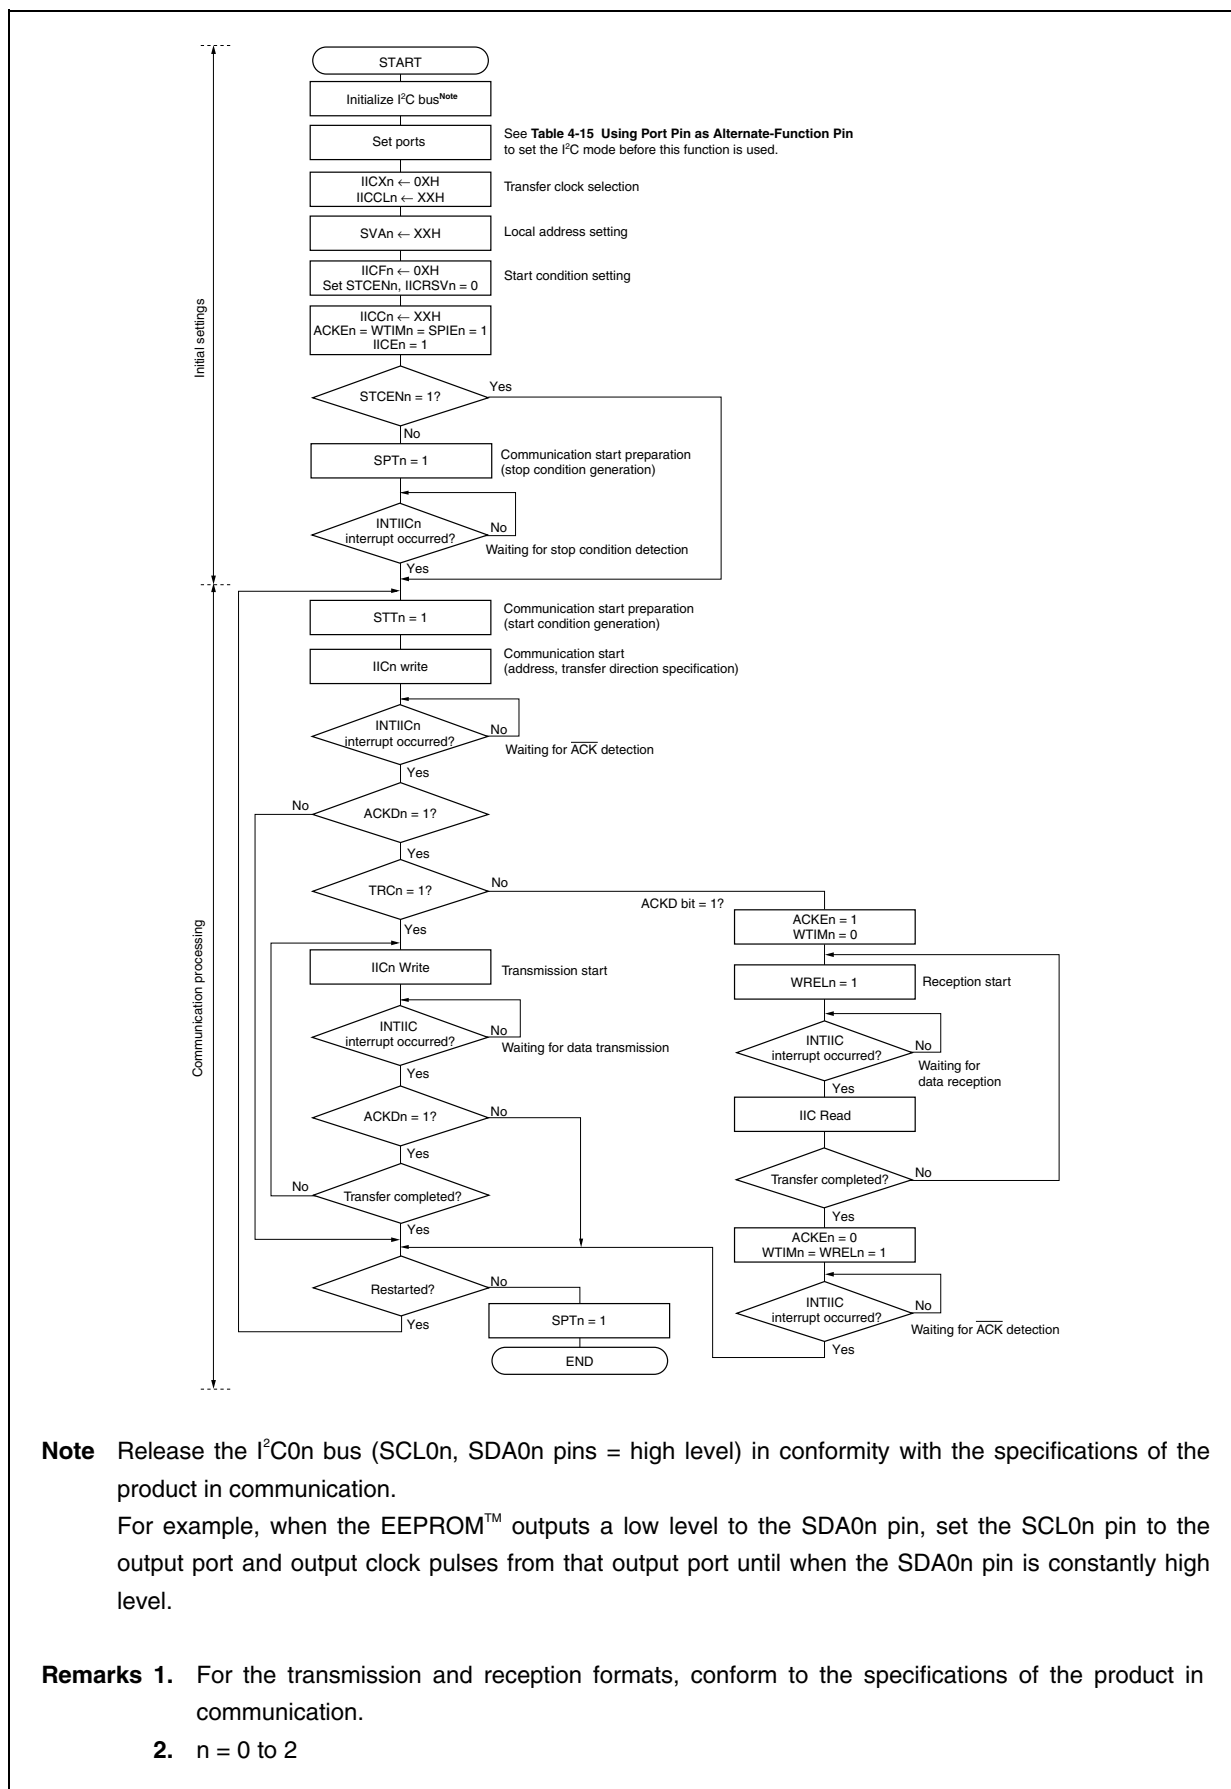 START
Initialize I²C bus^Note
Set ports
See Table 4-15 Using Port Pin as Alternate-Function Pin
to set the I²C mode before this function is used.
IICXn ← 0XH
IICCLn ← XXH
Transfer clock selection
SVAn ← XXH
Local address setting
IICFn ← 0XH
Set STCENn, IICRSVn = 0
Start condition setting
IICCn ← XXH
ACKEn = WTIMn = SPIEn = 1
IICEn = 1
Initial settings
STCENn = 1?
Yes
No
SPTn = 1
Communication start preparation
(stop condition generation)
INTIICn
interrupt occurred?
No
Waiting for stop condition detection
Yes
STTn = 1
Communication start preparation
(start condition generation)
IICn write
Communication start
(address, transfer direction specification)
INTIICn
interrupt occurred?
No
Waiting for A̅C̅K̅ detection
Yes
ACKDn = 1?
No
Yes
TRCn = 1?
No
ACKD bit = 1?
Yes
Communication processing
IICn Write
Transmission start
INTIIC
interrupt occurred?
No
Waiting for data transmission
Yes
ACKDn = 1?
No
Yes
Transfer completed?
No
Yes
ACKEn = 1
WTIMn = 0
WRELn = 1
Reception start
INTIIC
interrupt occurred?
No
Waiting for
data reception
Yes
IIC Read
Transfer completed?
No
Yes
ACKEn = 0
WTIMn = WRELn = 1
INTIIC
interrupt occurred?
No
Waiting for A̅C̅K̅ detection
Yes
Restarted?
No
Yes
SPTn = 1
END
Note Release the I²C0n bus (SCL0n, SDA0n pins = high level) in conformity with the specifications of the
product in communication.
For example, when the EEPROM™ outputs a low level to the SDA0n pin, set the SCL0n pin to the
output port and output clock pulses from that output port until when the SDA0n pin is constantly high
level.
Remarks 1. For the transmission and reception formats, conform to the specifications of the product in
communication.
2. n = 0 to 2